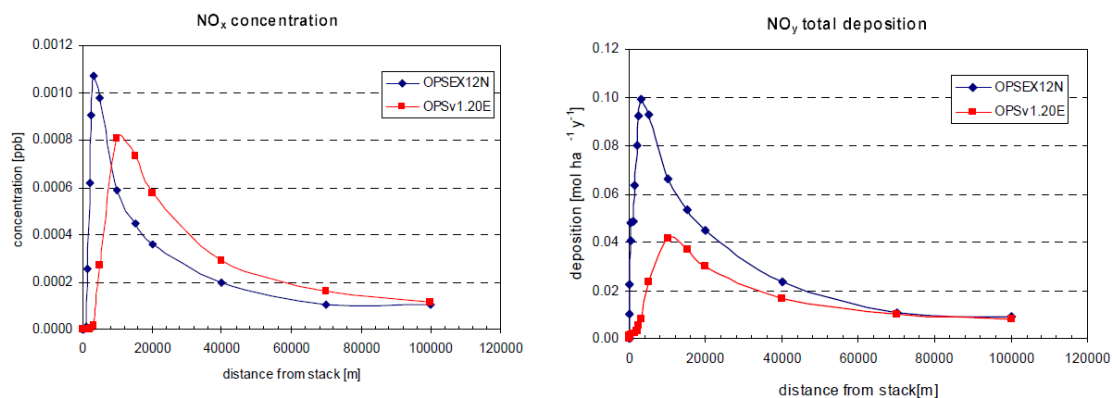 NOx concentration
0.0012
0.0010
0.0008
0.0006
0.0004
0.0002
0.0000
concentration [ppb]
OPSEX12N
OPSv1.20E
0 20000 40000 60000 80000 100000 120000
distance from stack [m]
NOy total deposition
0.12
0.10
0.08
0.06
0.04
0.02
0.00
deposition [mol ha -1 y-1]
OPSEX12N
OPSv1.20E
0 20000 40000 60000 80000 100000 120000
distance from stack[m]